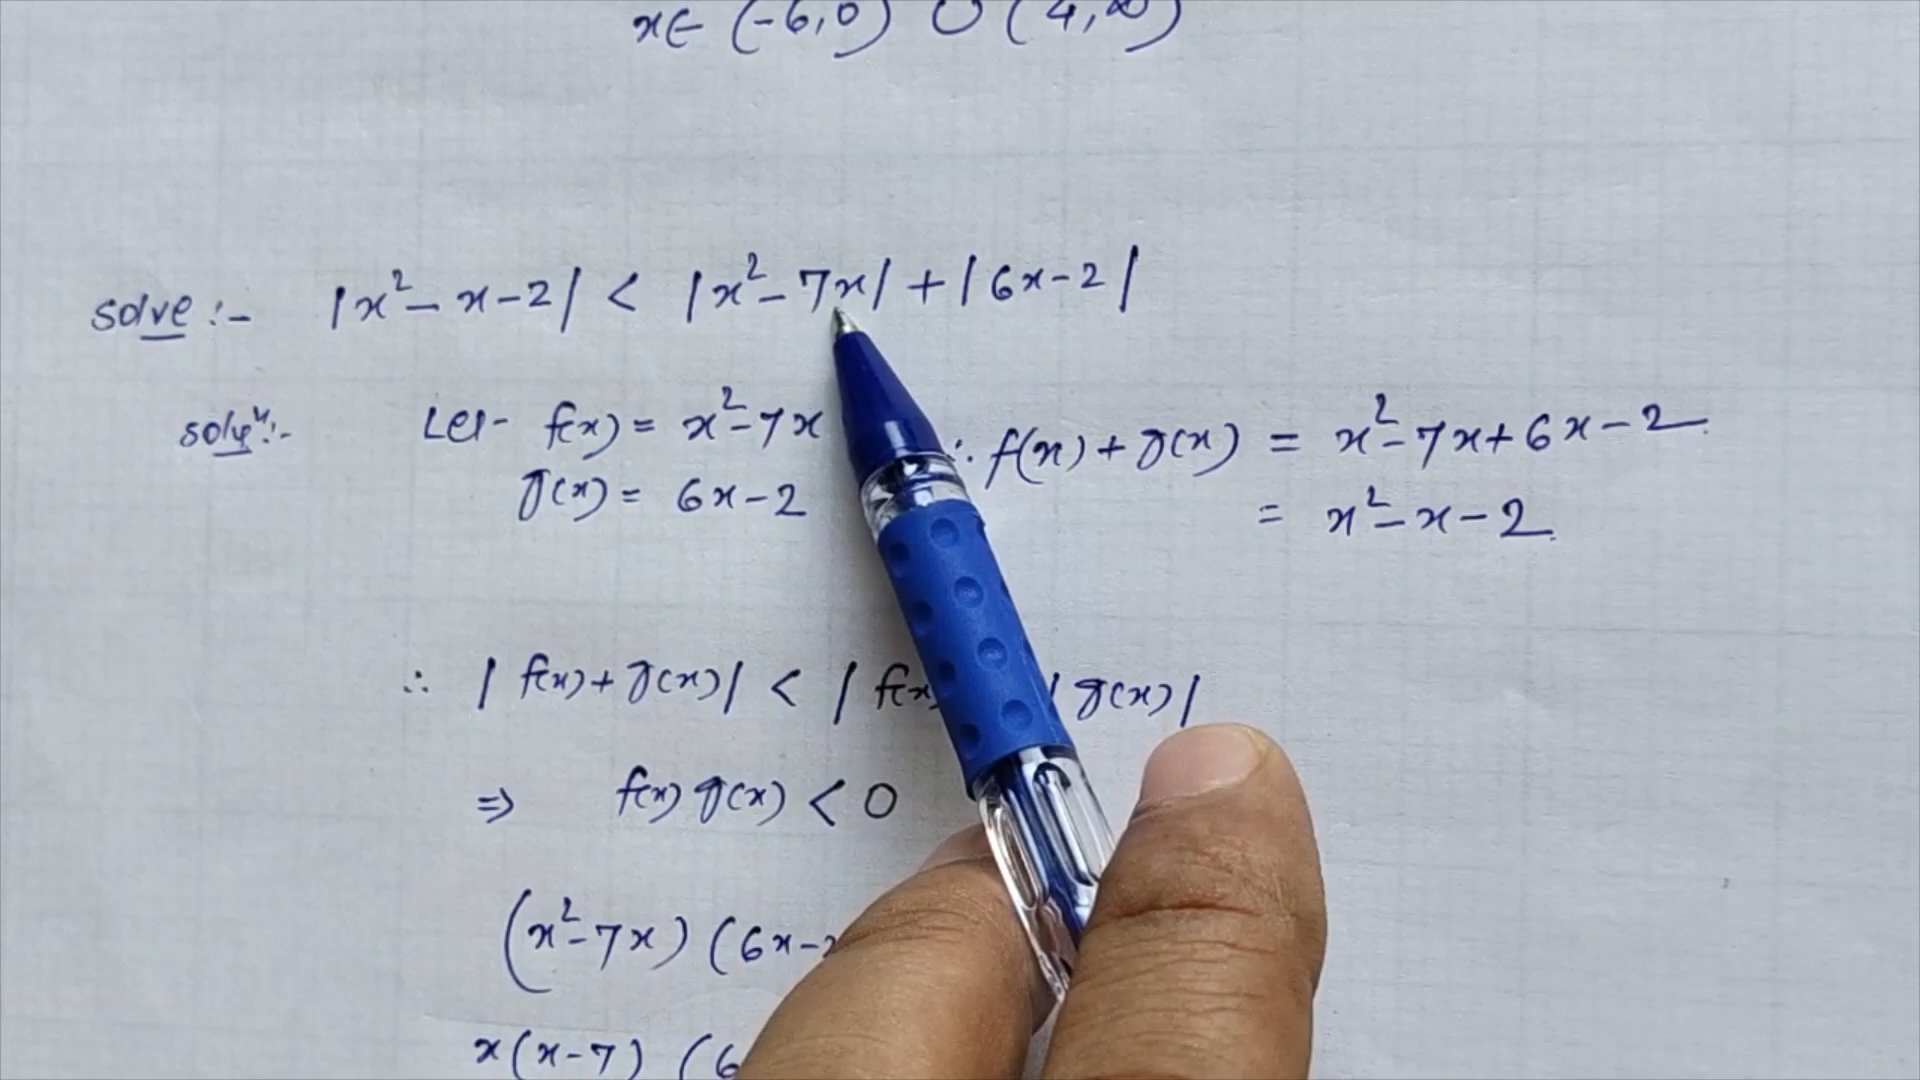 x∈ (-6,0) ∪ (4,∞)
solve :- |x²-x-2| < |x²-7x|+|6x-2|
solⁿ:- Let f(x) = x²-7x ∴ f(x)+g(x) = x²-7x+6x-2
g(x) = 6x-2 = x²-x-2
∴ |f(x)+g(x)| < |f(x |g(x)|
⇒ f(x) g(x) < 0
(x²-7x) (6x-
x(x-7) (6